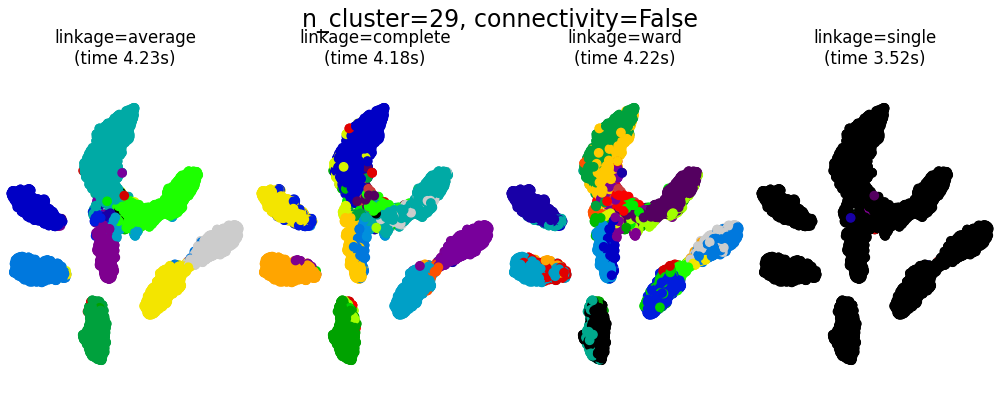 n_cluster=29, connectivity=False
linkage=average
(time 4.23s)
linkage=complete
(time 4.18s)
linkage=ward
(time 4.22s)
linkage=single
(time 3.52s)